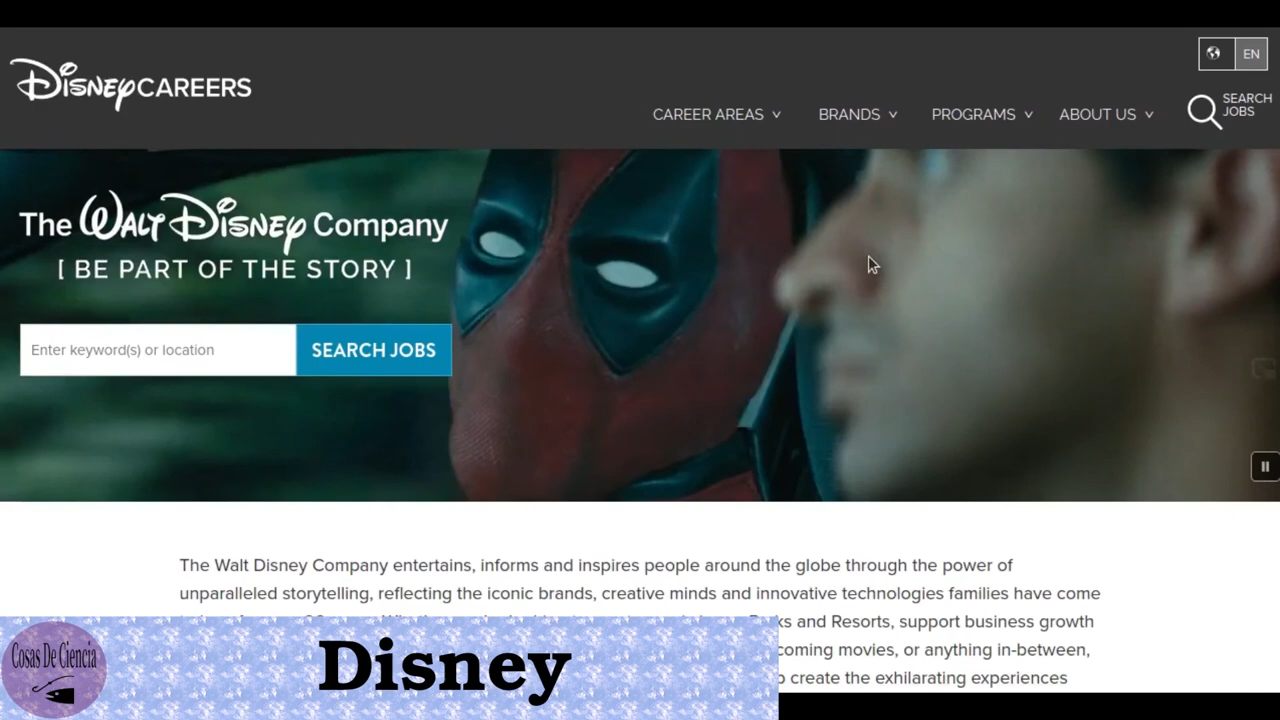 DISNEY CAREERS
EN
CAREER AREAS
BRANDS
PROGRAMS
ABOUT US
SEARCH
JOBS
The WALT DISNEY Company
[ BE PART OF THE STORY ]
Enter keyword(s) or location
SEARCH JOBS
The Walt Disney Company entertains, informs and inspires people around the globe through the power of
unparalleled storytelling, reflecting the iconic brands, creative minds and innovative technologies families have come
and Resorts, support business growth
coming movies, or anything in-between,
create the exhilarating experiences
Cosas De Ciencia
Disney